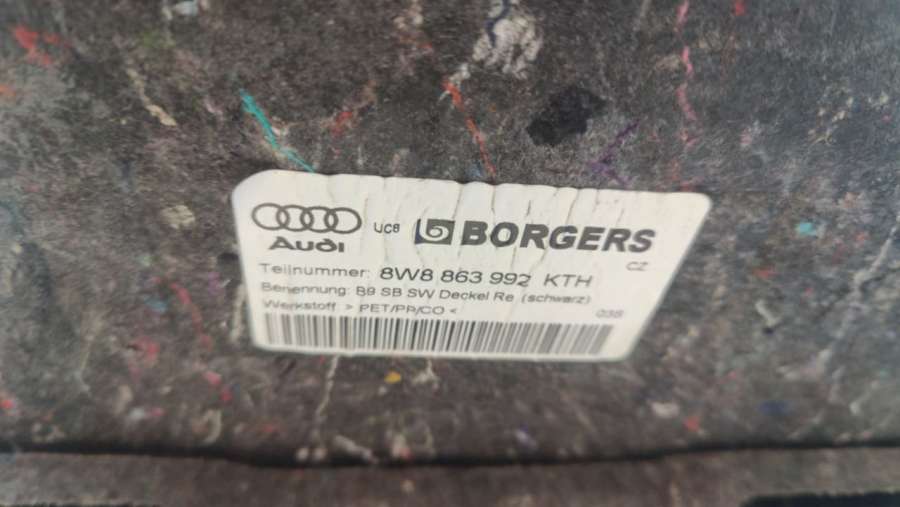 Audi UC8 BORGERS
CZ
Teilnummer: 8W8 863 992 KTH
Benennung: B9 SB SW Deckel Re (schwarz)
Werkstoff: > PET/PP/CO < 038